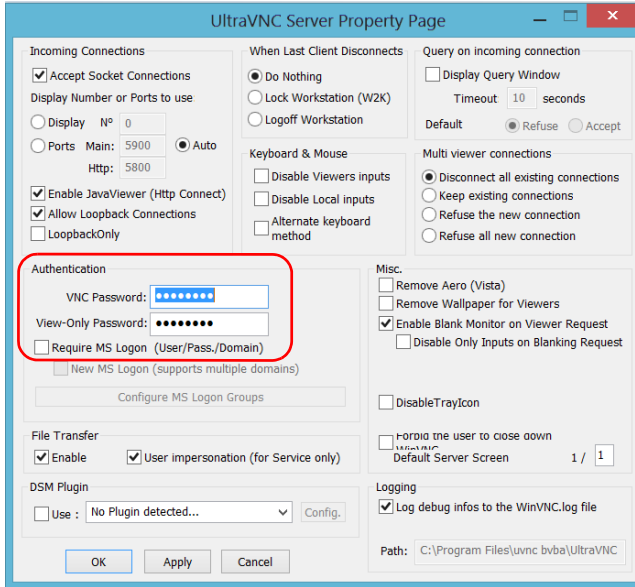 UltraVNC Server Property Page
Incoming Connections
Accept Socket Connections
Display Number or Ports to use
Display N° 0
Ports Main: 5900 Auto
Http: 5800
Enable JavaViewer (Http Connect)
Allow Loopback Connections
LoopbackOnly
When Last Client Disconnects
Do Nothing
Lock Workstation (W2K)
Logoff Workstation
Keyboard & Mouse
Disable Viewers inputs
Disable Local inputs
Alternate keyboard
method
Query on incoming connection
Display Query Window
Timeout 10 seconds
Default Refuse Accept
Multi viewer connections
Disconnect all existing connections
Keep existing connections
Refuse the new connection
Refuse all new connection
Authentication
VNC Password:
View-Only Password:
Require MS Logon (User/Pass./Domain)
New MS Logon (supports multiple domains)
Configure MS Logon Groups
File Transfer
Enable User impersonation (for Service only)
DSM Plugin
Use : No Plugin detected... Config.
OK Apply Cancel
Misc.
Remove Aero (Vista)
Remove Wallpaper for Viewers
Enable Blank Monitor on Viewer Request
Disable Only Inputs on Blanking Request
DisableTrayIcon
Forbid the user to close down
WinVNC
Default Server Screen 1 / 1
Logging
Log debug infos to the WinVNC.log file
Path: C:\Program Files\uvnc bvba\UltraVNC